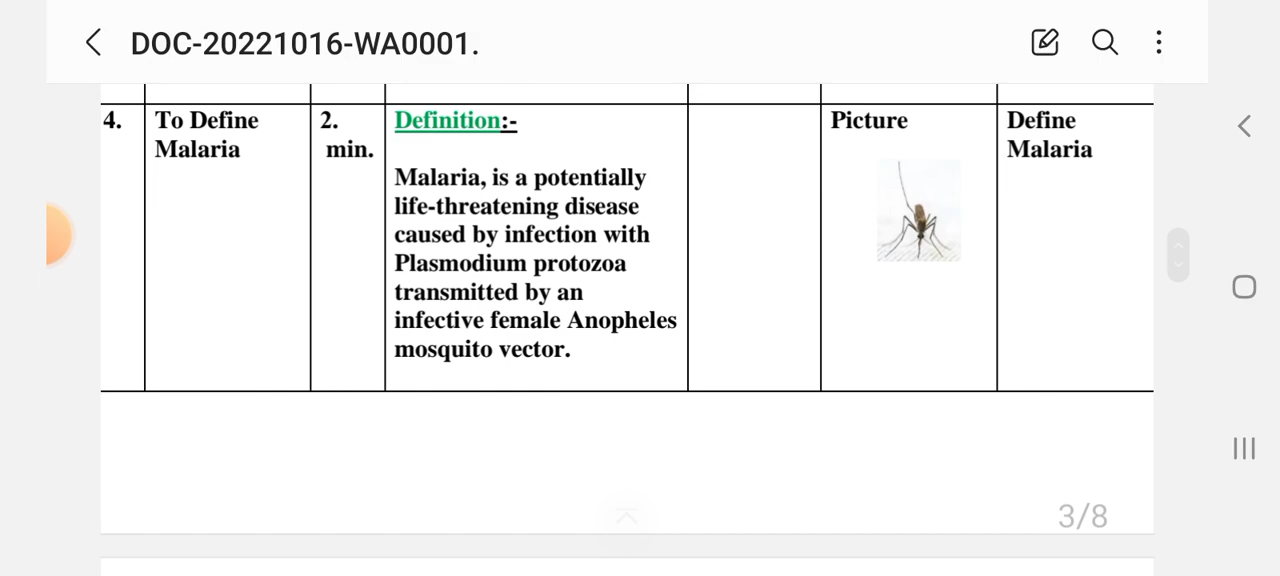 DOC-20221016-WA0001.
4.
To Define
Malaria
2.
min.
Definition:-
Malaria, is a potentially
life-threatening disease
caused by infection with
Plasmodium protozoa
transmitted by an
infective female Anopheles
mosquito vector.
Picture
Define
Malaria
3/8